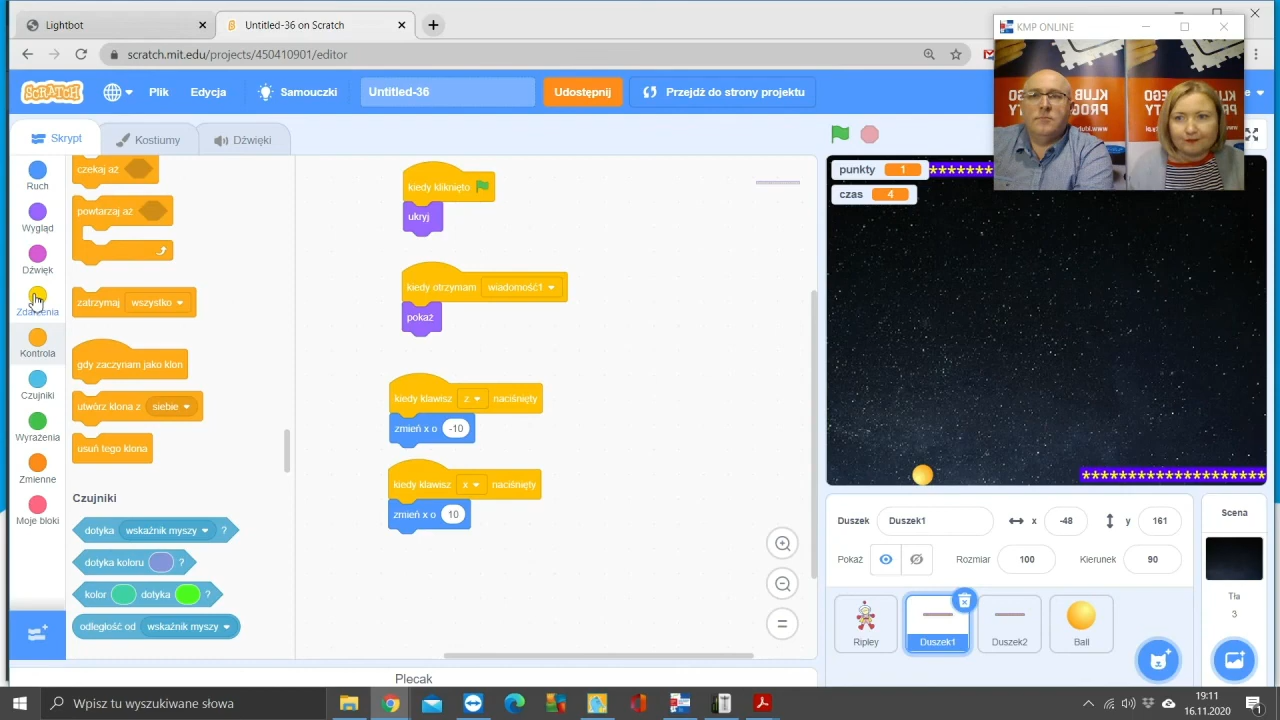 Lightbot
Untitled-36 on Scratch
KMP ONLINE
scratch.mit.edu/projects/450410901/editor
SCRATCH
Plik
Edycja
Samouczki
Untitled-36
Udostępnij
Przejdź do strony projektu
Skrypt
Kostiumy
Dźwięki
Ruch
Wygląd
Dźwięk
Zdarzenia
Kontrola
Czujniki
Wyrażenia
Zmienne
Moje bloki
czekaj aż
powtarzaj aż
zatrzymaj wszystko
gdy zaczynam jako klon
utwórz klona z siebie
usuń tego klona
Czujniki
dotyka wskaźnik myszy ?
dotyka koloru ?
kolor dotyka ?
odległość od wskaźnik myszy
kiedy kliknięto
ukryj
kiedy otrzymam wiadomość1
pokaż
kiedy klawisz z naciśnięty
zmień x o -10
kiedy klawisz x naciśnięty
zmień x o 10
Plecak
punkty 1
czas 4
Duszek Duszek1 x -48 y 161
Pokaż Rozmiar 100 Kierunek 90
Ripley
Duszek1
Duszek2
Ball
Scena
Tła
3
Wpisz tu wyszukiwane słowa
19:11
16.11.2020